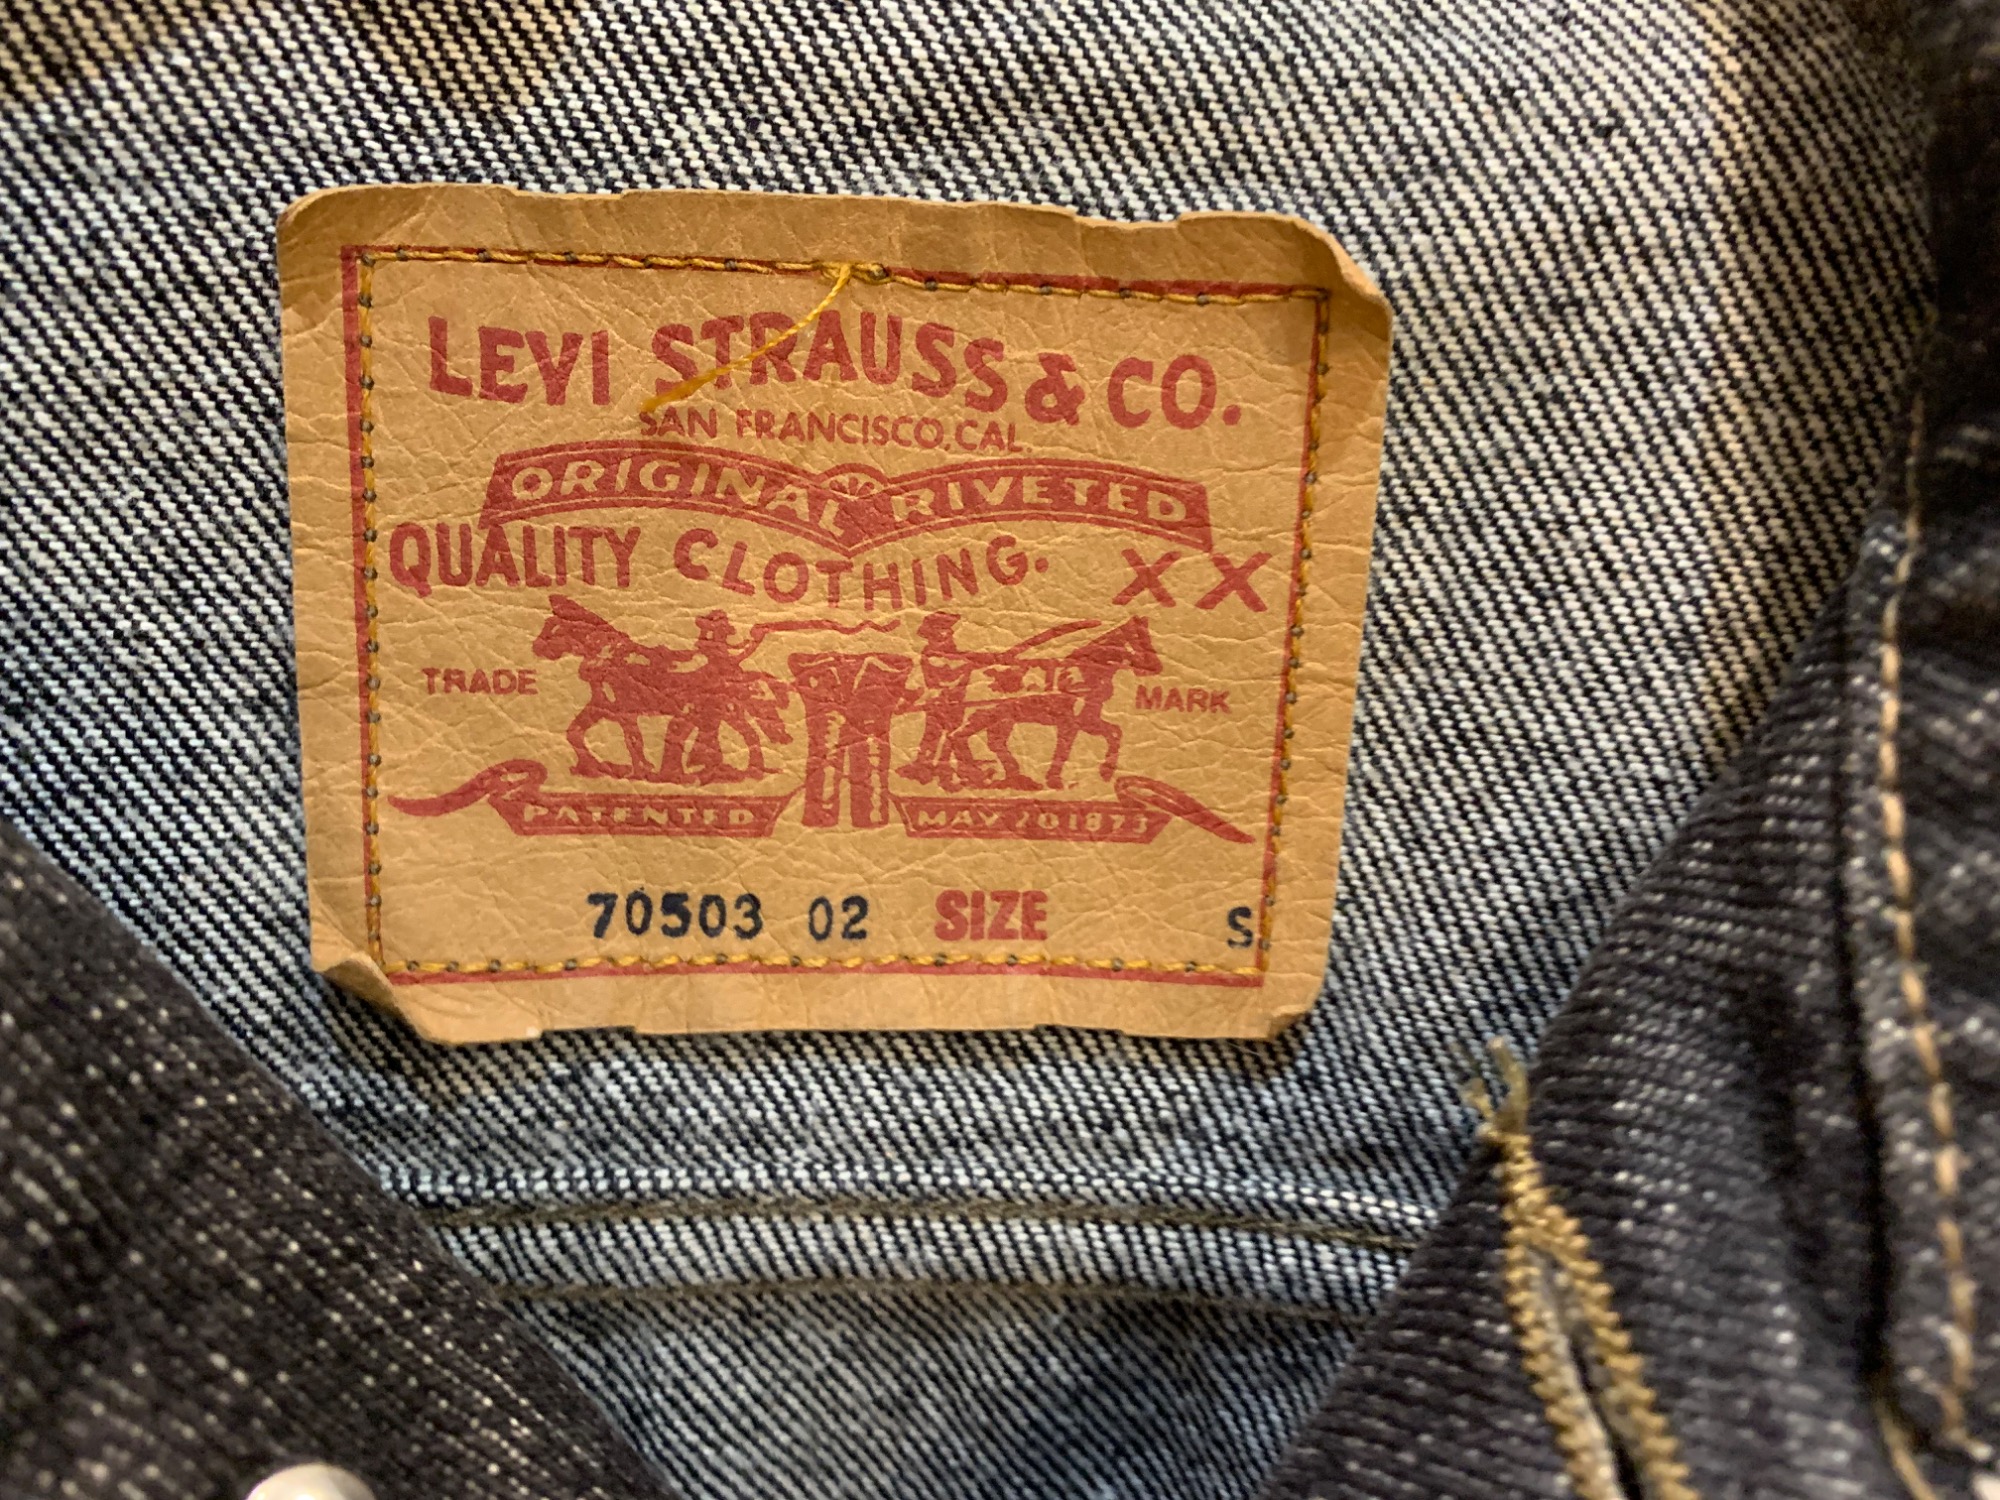 LEVI STRAUSS & CO.
SAN FRANCISCO, CAL.
ORIGINAL RIVETED
QUALITY CLOTHING. XX
TRADE MARK
PATENTED MAY 20 1873
70503 02 SIZE S